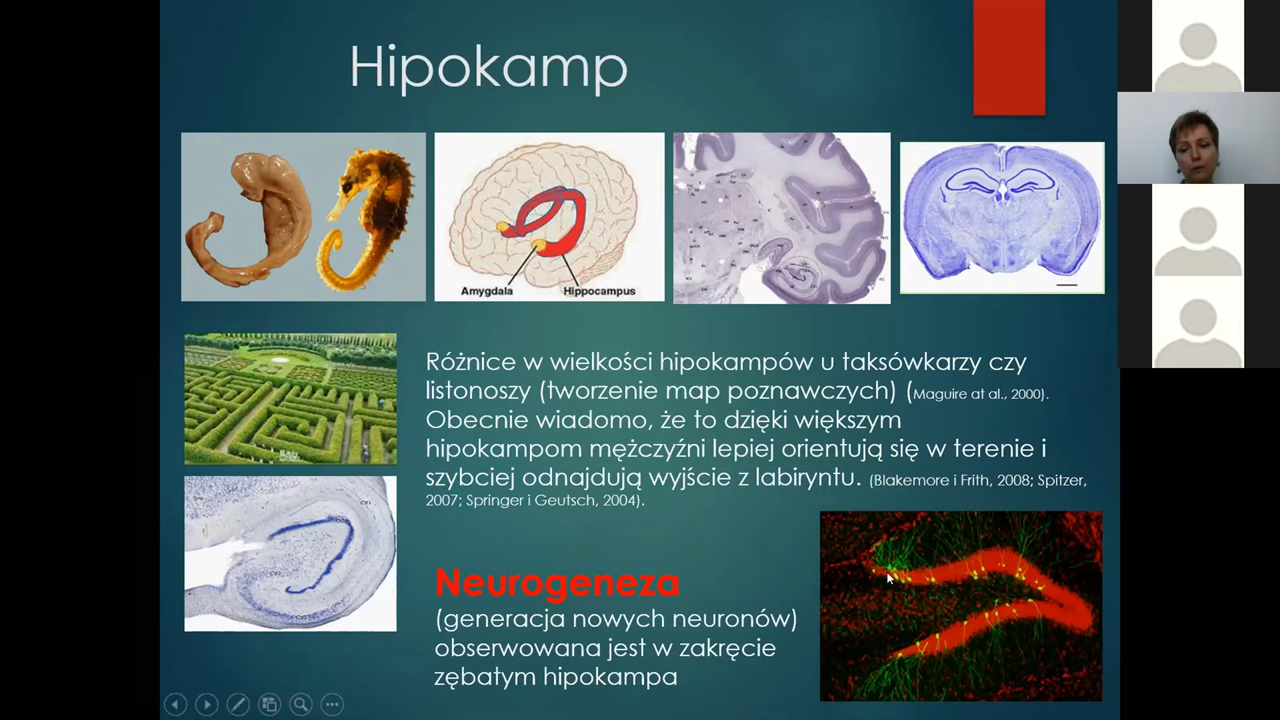 Hipokamp
Amygdala
Hippocampus
Różnice w wielkości hipokampów u taksówkarzy czy
listonoszy (tworzenie map poznawczych) (Maguire at al., 2000).
Obecnie wiadomo, że to dzięki większym
hipokampom mężczyźni lepiej orientują się w terenie i
szybciej odnajdują wyjście z labiryntu. (Blakemore i Frith, 2008; Spitzer,
2007; Springer i Geutsch, 2004).
Neurogeneza
(generacja nowych neuronów)
obserwowana jest w zakręcie
zębatym hipokampa